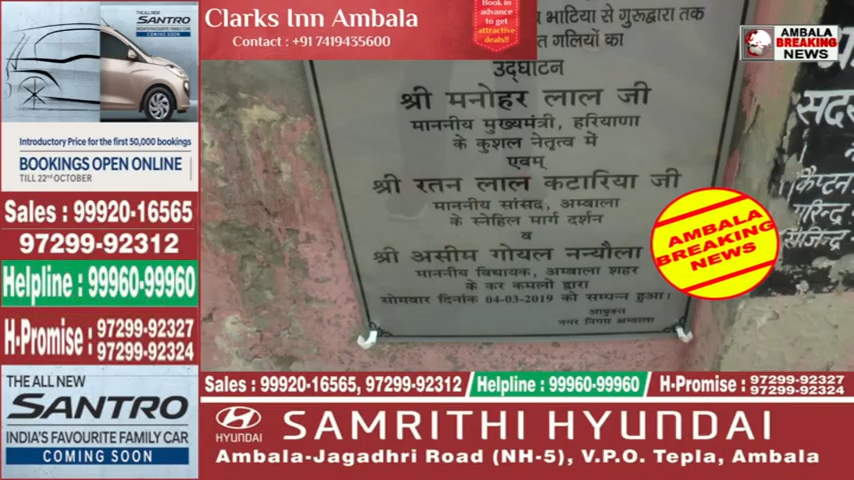 SANTRO
COMING SOON
Introductory Price for the first 50,000 bookings
BOOKINGS OPEN ONLINE
TILL 22ND OCTOBER
Sales : 99920-16565
97299-92312
Helpline : 99960-99960
H-Promise : 97299-92327
97299-92324
THE ALL NEW
SANTRO
INDIA'S FAVOURITE FAMILY CAR
COMING SOON
Clarks Inn Ambala
Contact : +91 7419435600
Book in
advance
to get
attractive
deals!!
भाटिया से गुरूद्वारा तक
त गलियों का
उद्घाटन
श्री मनोहर लाल जी
माननीय मुख्यमंत्री, हरियाणा
के कुशल नेतृत्व में
एवम्
श्री रतन लाल कटारिया जी
माननीय सांसद, अम्बाला
के स्नेहिल मार्ग दर्शन
व
श्री असीम गोयल नन्यौला
माननीय विधायक, अम्बाला शहर
के कर कमलो द्वारा
सोमवार दिनांक 04-03-2019 को सम्पन्न हुआ।
आयुक्त
नगर निगम अम्बाला
AMBALA
BREAKING
NEWS
सदस
कैप्टन
AMBALA
BREAKING
NEWS
Sales : 99920-16565, 97299-92312 / Helpline : 99960-99960 / H-Promise : 97299-92327
97299-92324
HYUNDAI
SAMRITHI HYUNDAI
Ambala-Jagadhri Road (NH-5), V.P.O. Tepla, Ambala